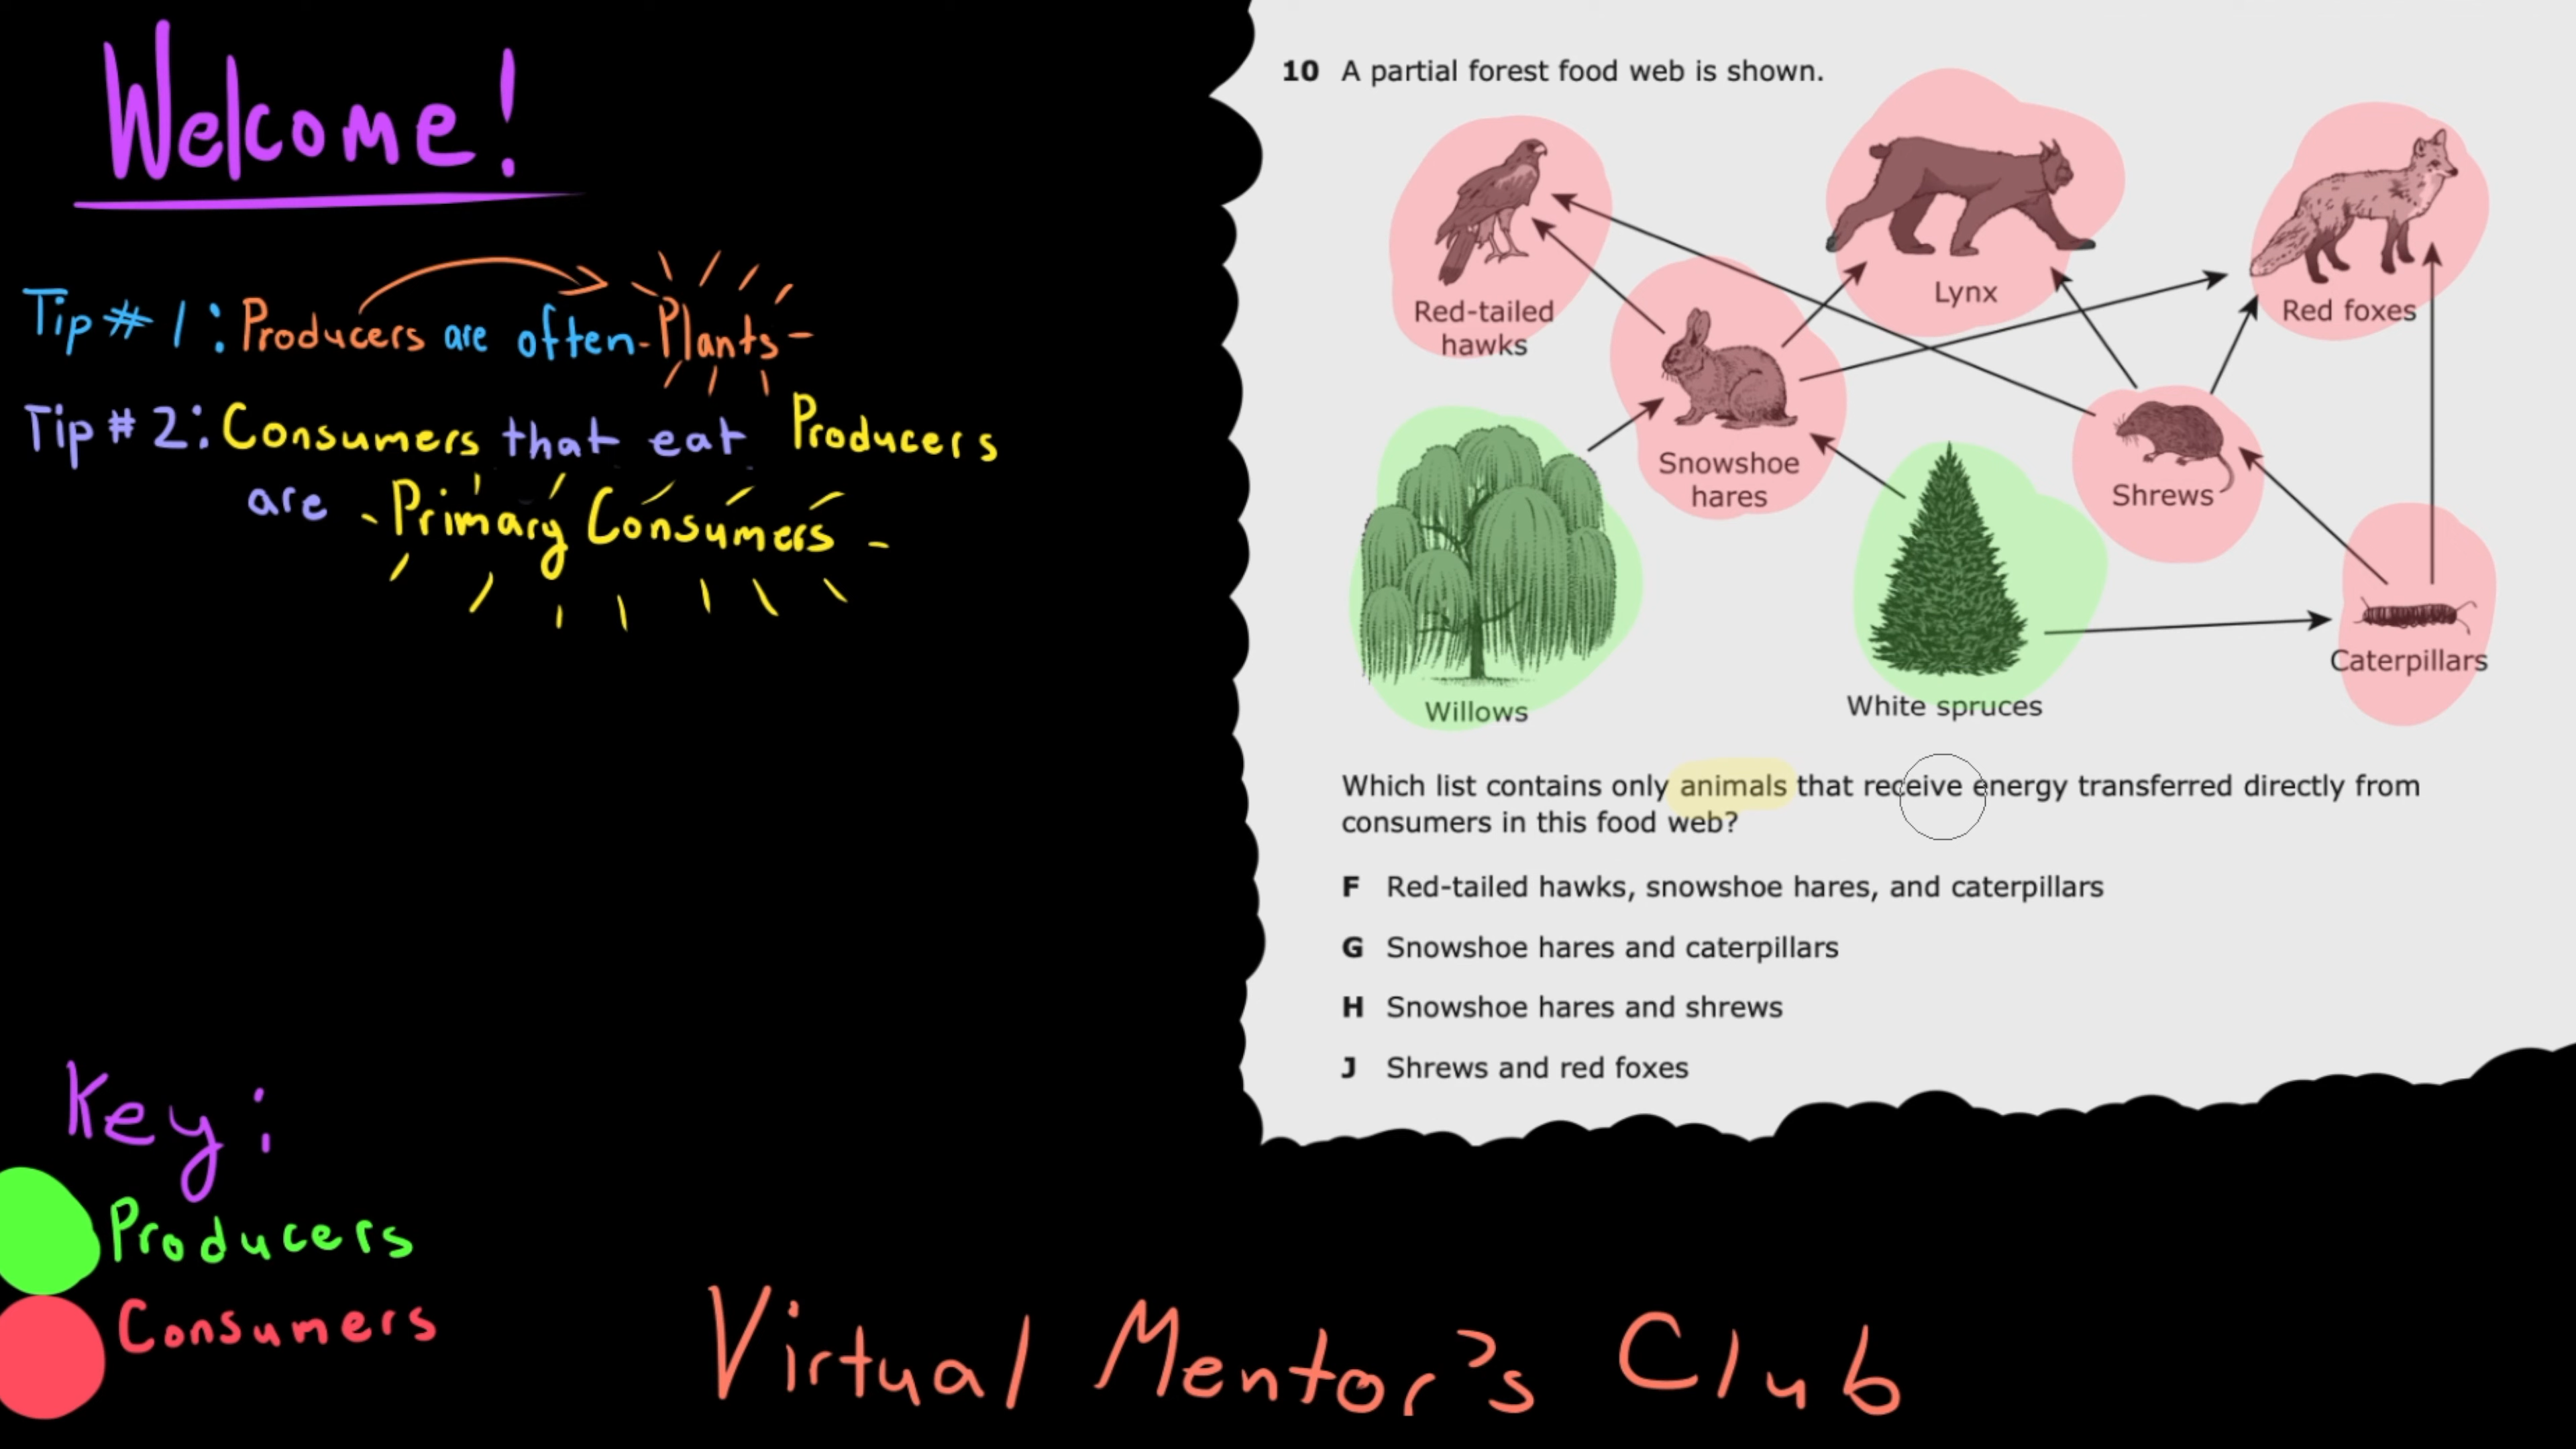 Welcome!
Tip #1: Producers are often -Plants-
Tip #2: Consumers that eat Producers
are -Primary Consumers-
Key:
Producers
Consumers
10 A partial forest food web is shown.
Red-tailed
hawks
Lynx
Red foxes
Snowshoe
hares
Shrews
Willows
White spruces
Caterpillars
Which list contains only animals that receive energy transferred directly from
consumers in this food web?
F Red-tailed hawks, snowshoe hares, and caterpillars
G Snowshoe hares and caterpillars
H Snowshoe hares and shrews
J Shrews and red foxes
Virtual Mentor's Club